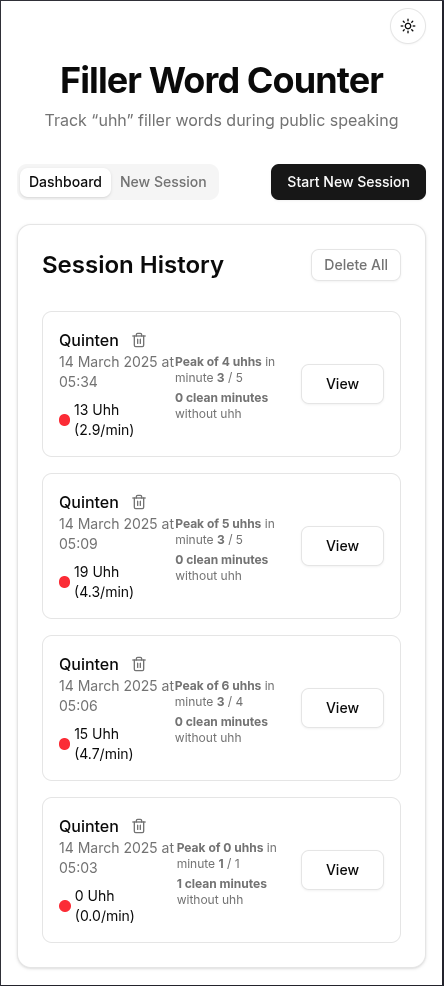 Filler Word Counter
Track “uhh” filler words during public speaking
Dashboard New Session Start New Session
Session History Delete All
Quinten
14 March 2025 at
05:34
13 Uhh
(2.9/min)
Peak of 4 uhhs in
minute 3 / 5
0 clean minutes
without uhh
View
Quinten
14 March 2025 at
05:09
19 Uhh
(4.3/min)
Peak of 5 uhhs in
minute 3 / 5
0 clean minutes
without uhh
View
Quinten
14 March 2025 at
05:06
15 Uhh
(4.7/min)
Peak of 6 uhhs in
minute 3 / 4
0 clean minutes
without uhh
View
Quinten
14 March 2025 at
05:03
0 Uhh
(0.0/min)
Peak of 0 uhhs in
minute 1 / 1
1 clean minutes
without uhh
View